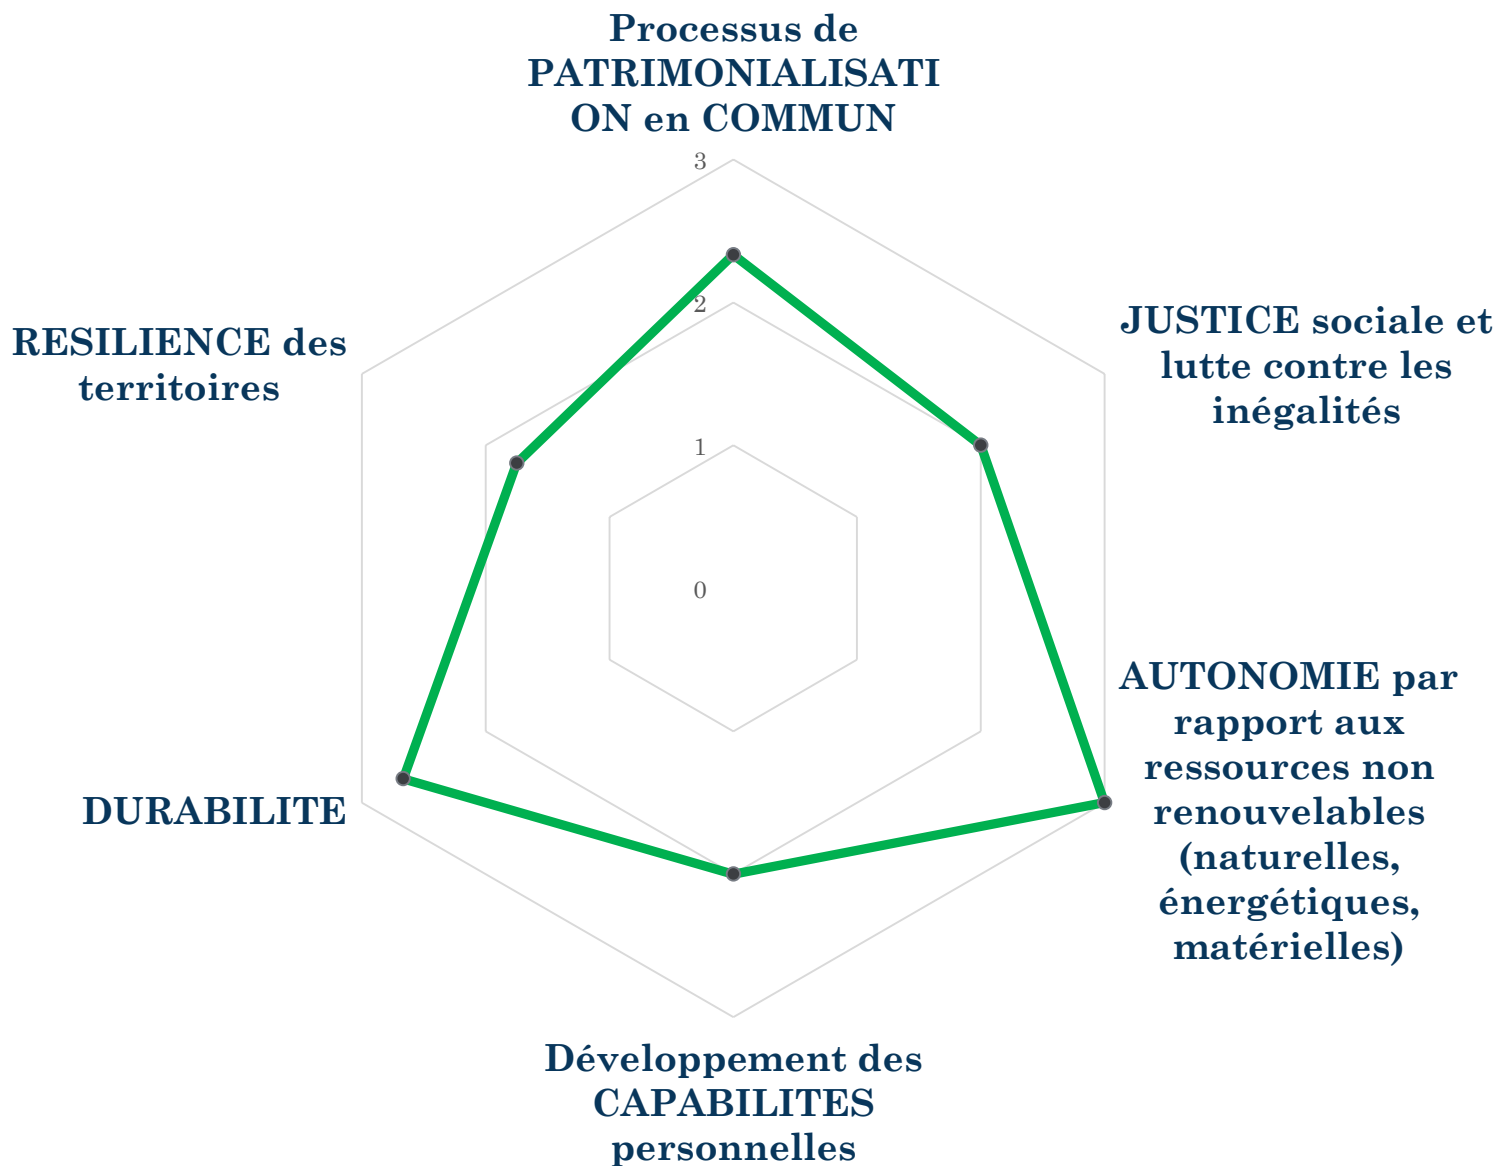 Processus de
PATRIMONIALISATI
ON en COMMUN
3
2
1
0
JUSTICE sociale et
lutte contre les
inégalités
AUTONOMIE par
rapport aux
ressources non
renouvelables
(naturelles,
énergétiques,
matérielles)
Développement des
CAPABILITES
personnelles
DURABILITE
RESILIENCE des
territoires